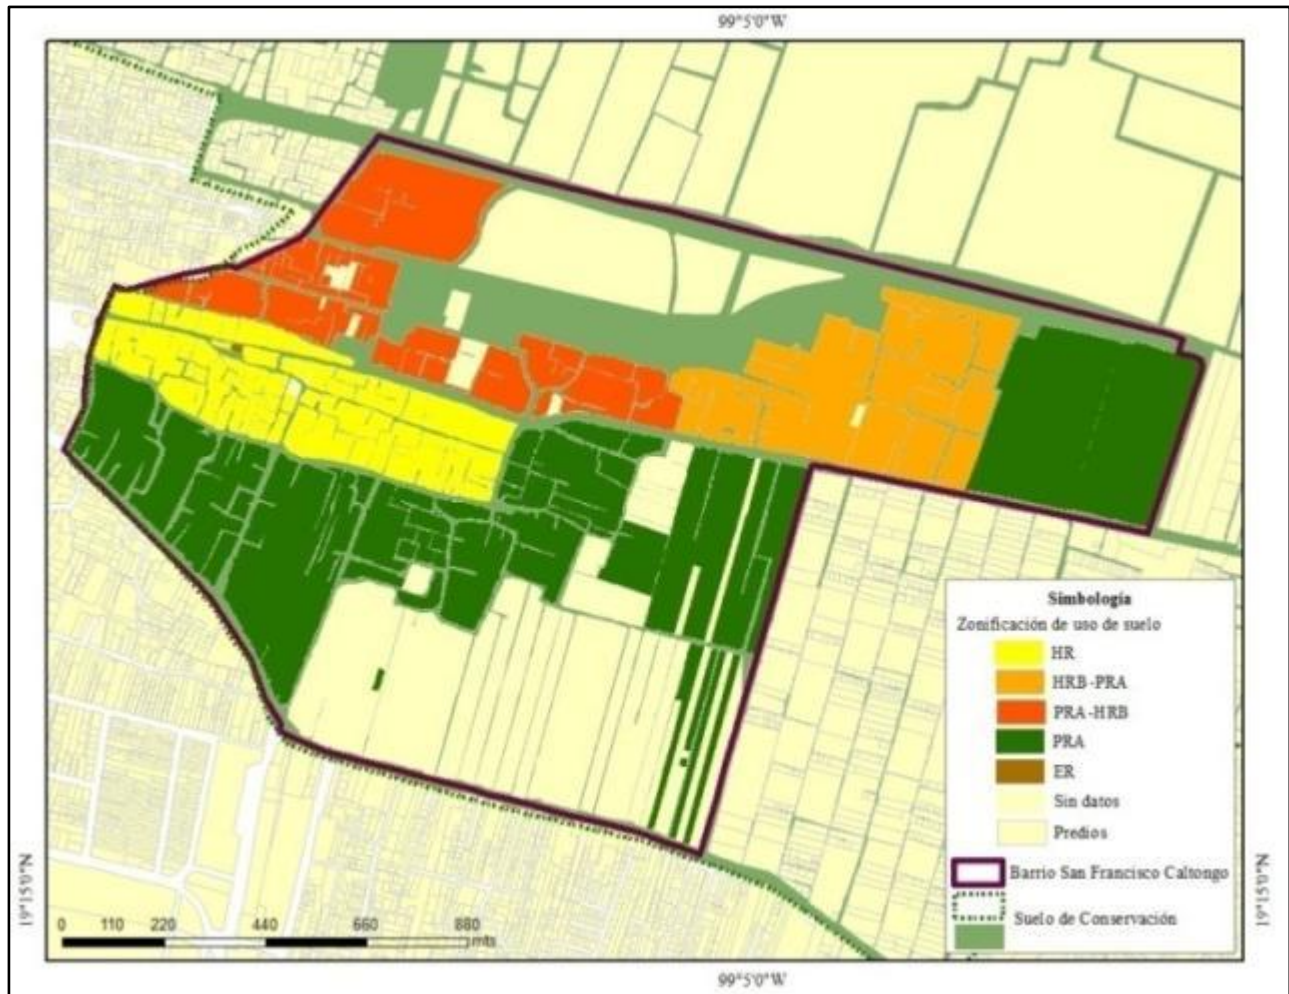 99°5'0"W
Simbología
Zonificación de uso de suelo
HR
HRB-PRA
PRA-HRB
PRA
ER
Sin datos
Predios
Barrio San Francisco Caltongo
Suelo de Conservación
19°15'0"N
19°15'0"N
0 110 220 440 660 880
mts
99°5'0"W